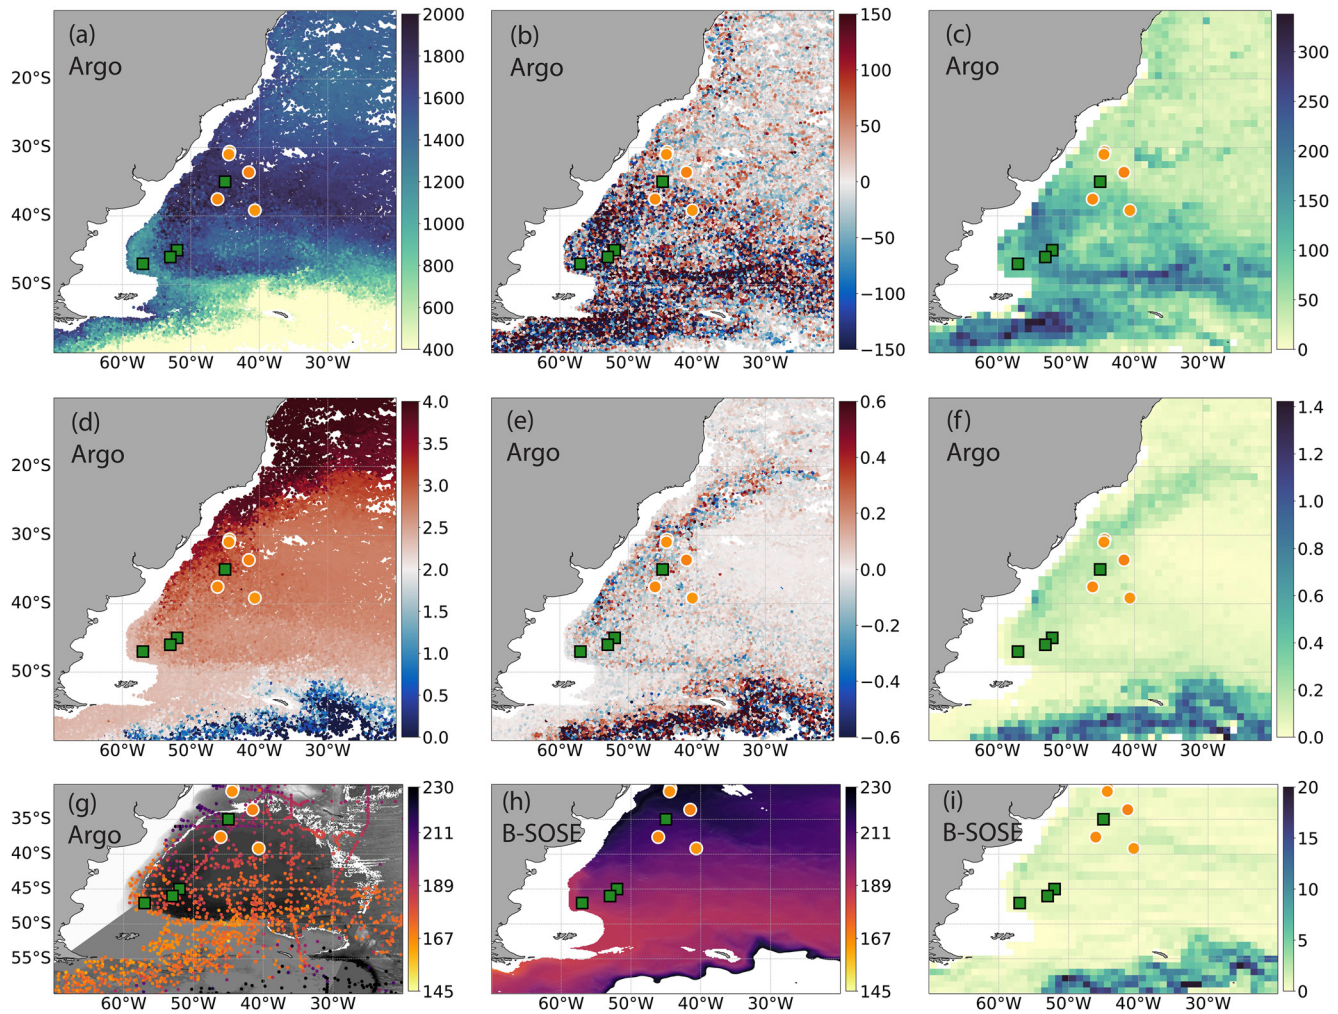 (a)
Argo
20°S
30°S
40°S
50°S
60°W 50°W 40°W 30°W
2000
1800
1600
1400
1200
1000
800
600
400
(b)
Argo
60°W 50°W 40°W 30°W
150
100
50
0
−50
−100
−150
(c)
60°W 50°W 40°W 30°W
300
250
200
150
100
50
0
(d)
Argo
20°S
30°S
40°S
50°S
60°W 50°W 40°W 30°W
4.0
3.5
3.0
2.5
2.0
1.5
1.0
0.5
0.0
(e)
Argo
60°W 50°W 40°W 30°W
0.6
0.4
0.2
0.0
−0.2
−0.4
−0.6
(f)
Argo
60°W 50°W 40°W 30°W
1.4
1.2
1.0
0.8
0.6
0.4
0.2
0.0
(g)
Argo
35°S
40°S
45°S
50°S
55°S
60°W 50°W 40°W 30°W
230
211
189
167
145
(h)
B-SOSE
60°W 50°W 40°W 30°W
230
211
189
167
145
(i)
B-SOSE
60°W 50°W 40°W 30°W
20
15
10
5
0